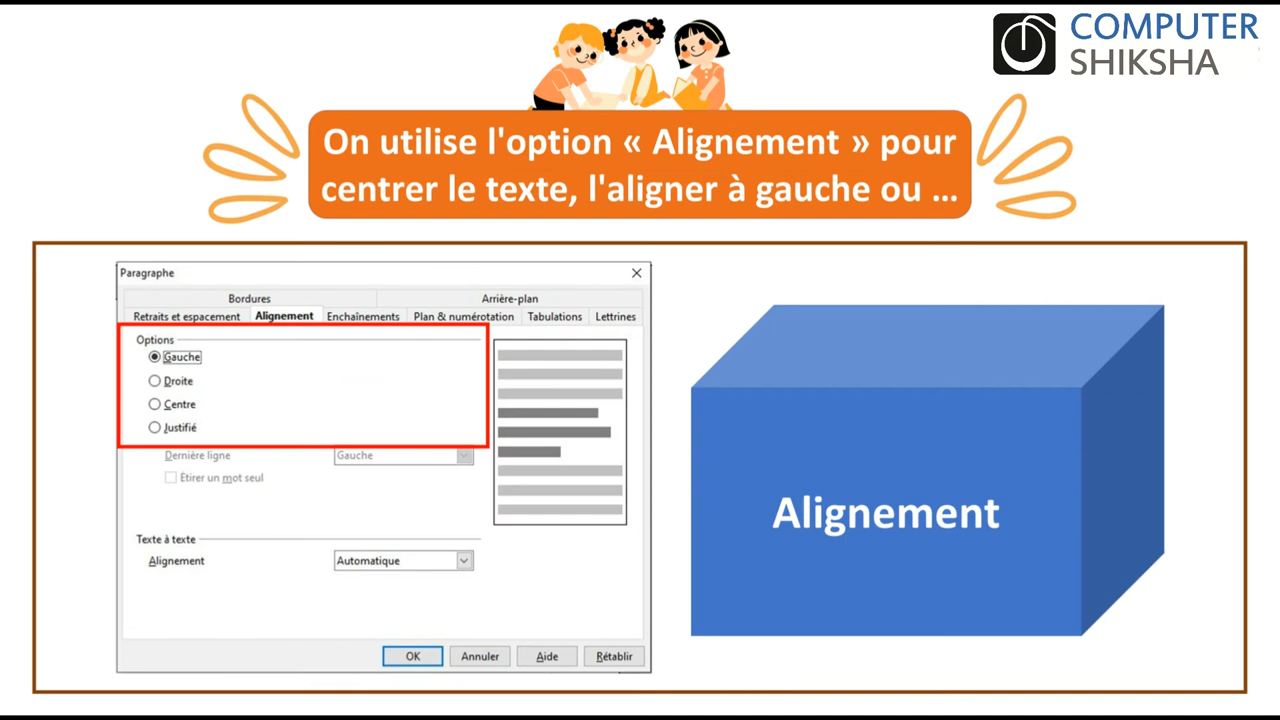 COMPUTER
SHIKSHA
On utilise l'option « Alignement » pour
centrer le texte, l'aligner à gauche ou ...
Paragraphe
Bordures
Arrière-plan
Retraits et espacement
Alignement
Enchaînements
Plan & numérotation
Tabulations
Lettrines
Options
Gauche
Droite
Centre
Justifié
Dernière ligne
Gauche
Etirer un mot seul
Texte à texte
Alignement
Automatique
OK
Annuler
Aide
Rétablir
Alignement